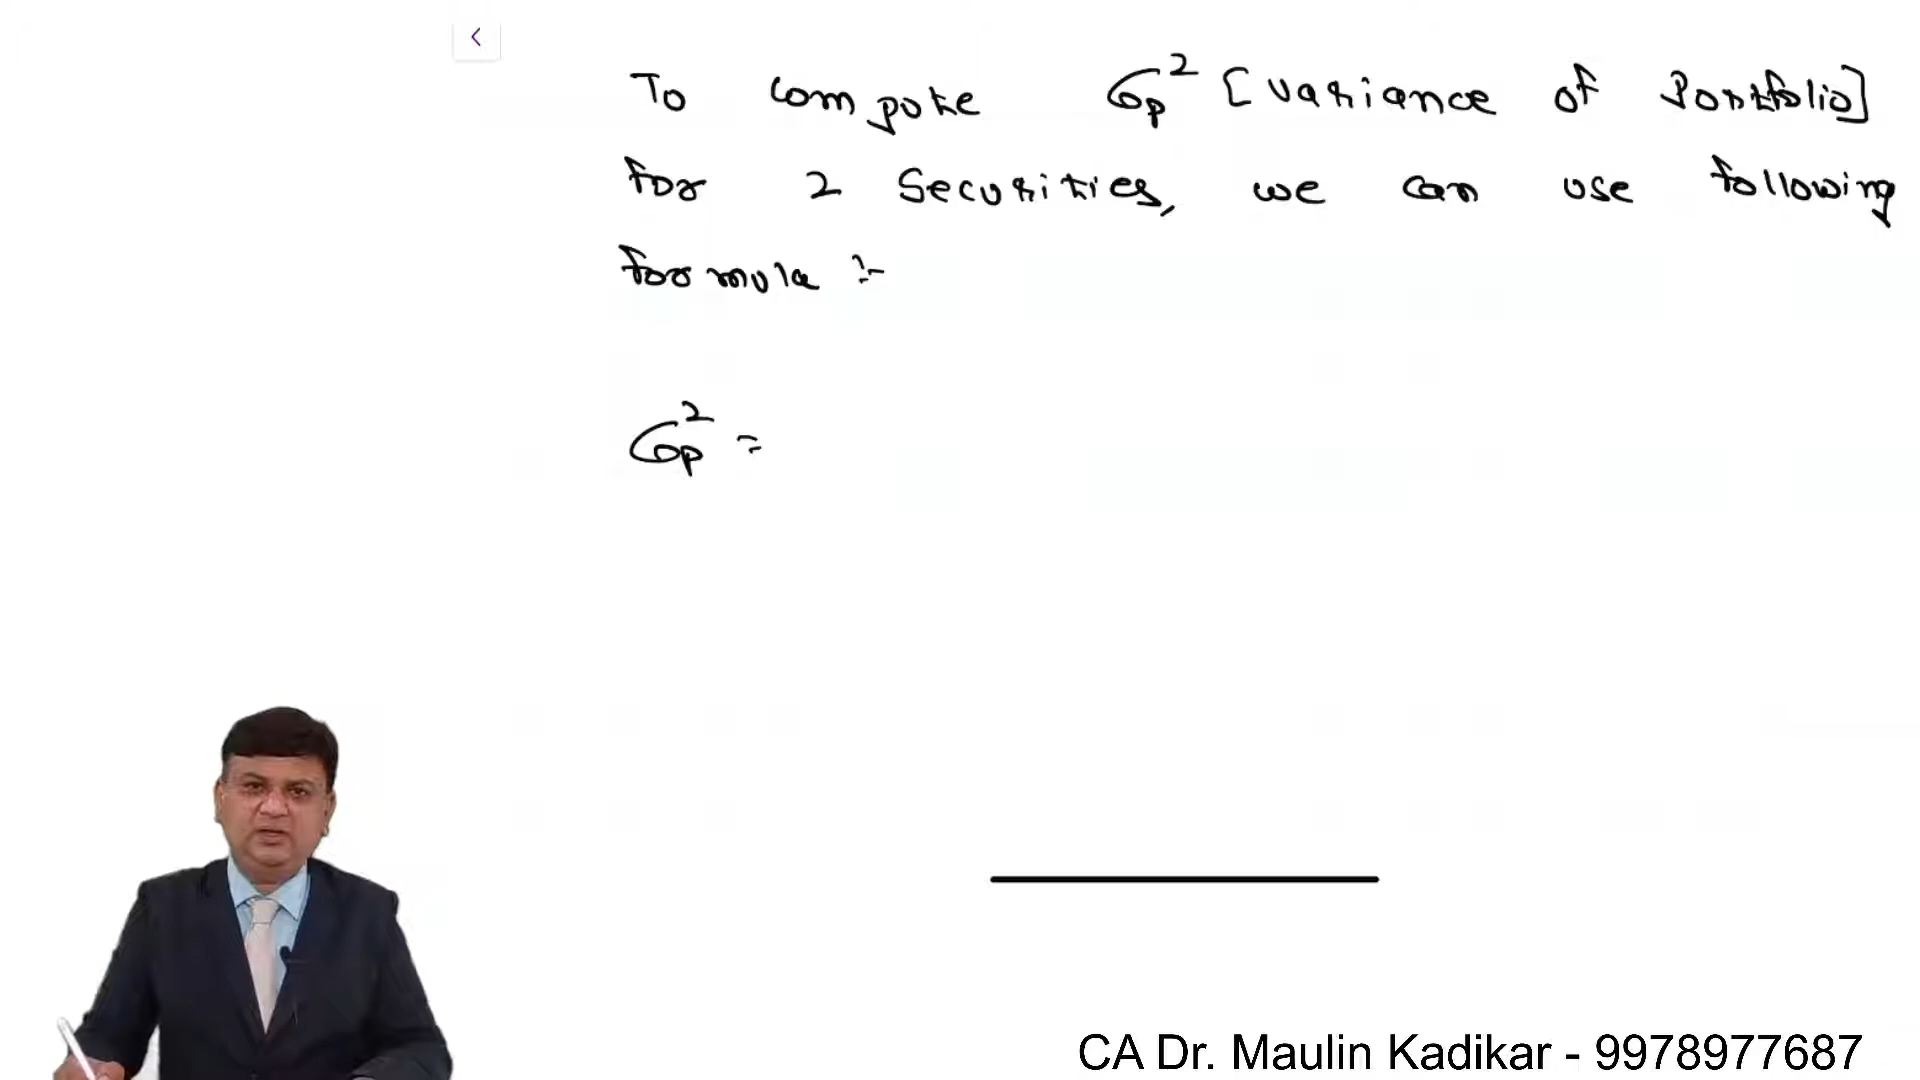 To compute σp² [variance of Portfolio]
for 2 Securities, we can use following
formula :-
σp² =
CA Dr. Maulin Kadikar - 9978977687